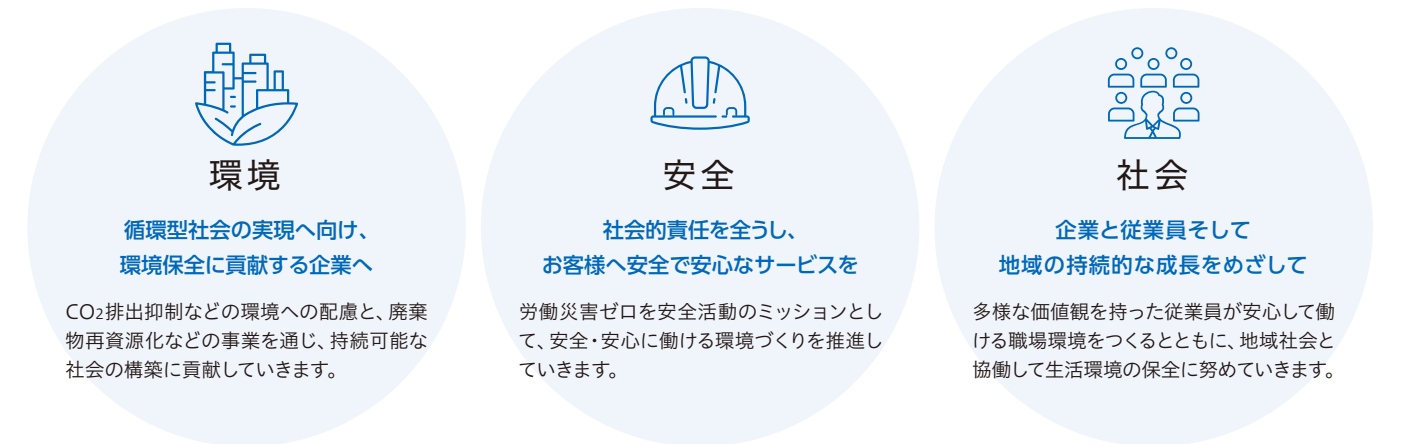 環境
循環型社会の実現へ向け、
環境保全に貢献する企業へ
CO2排出抑制などの環境への配慮と、廃棄
物再資源化などの事業を通じ、持続可能な
社会の構築に貢献していきます。
安全
社会的責任を全うし、
お客様へ安全で安心なサービスを
労働災害ゼロを安全活動のミッションとし
て、安全・安心に働ける環境づくりを推進し
ていきます。
社会
企業と従業員そして
地域の持続的な成長をめざして
多様な価値観を持った従業員が安心して働
ける職場環境をつくるとともに、地域社会と
協働して生活環境の保全に努めていきます。